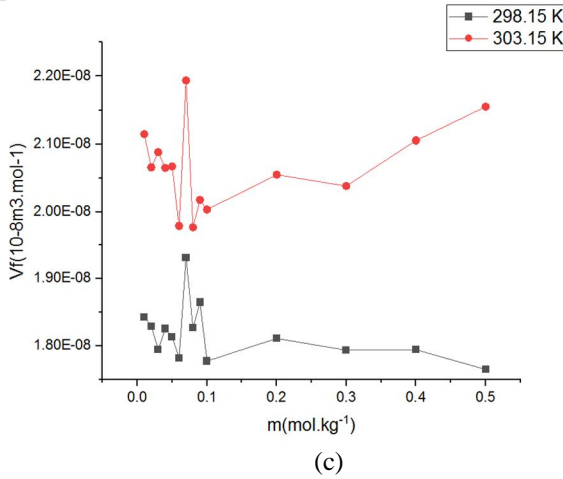 298.15 K
303.15 K
2.20E-08
2.10E-08
2.00E-08
1.90E-08
1.80E-08
Vf(10-8m3.mol-1)
0.0 0.1 0.2 0.3 0.4 0.5
m(mol.kg⁻¹)
(c)